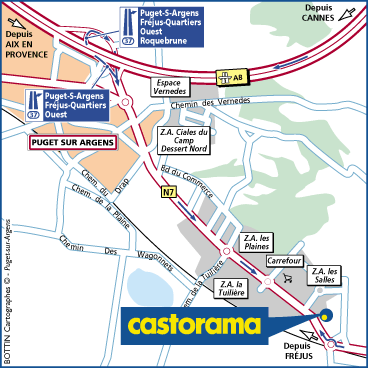 Depuis
AIX EN
PROVENCE
37
Puget-S-Argens
Fréjus-Quartiers
Ouest
Roquebrune
Depuis
CANNES
A8
Puget-S-Argens
Fréjus-Quartiers
Ouest
37
Espace
Vernedes
Chemin des Vernedes
PUGET SUR ARGENS
Z.A. Ciales du
Camp
Dessert Nord
Chem. du Drap
Bd du Commerce
N7
Chem. de la Plaine
Chemin Des Wagonnets
Z.A. les
Plaines
Carrefour
Z.A. les
Salles
Chem. de la Tuilière
Z.A. la
Tuilière
castorama
Depuis
FRÉJUS
BOTTIN Cartographes © - Puget-sur-Argens